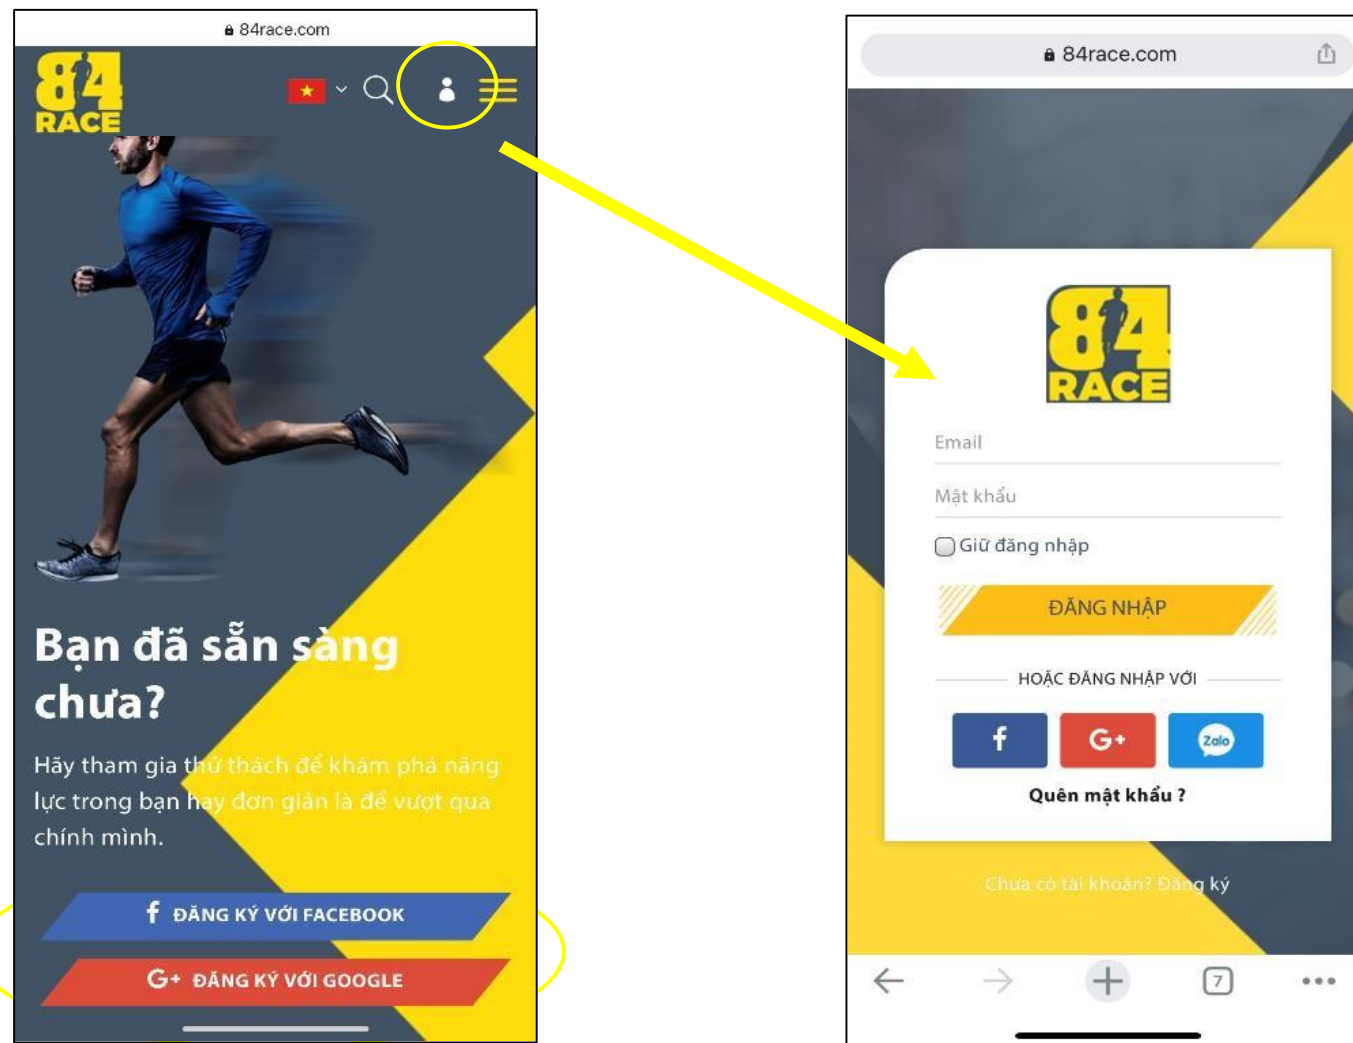 84race.com
84
RACE
Bạn đã sẵn sàng
chưa?
Hãy tham gia thử thách để khám phá năng
lực trong bạn hay đơn giản là để vượt qua
chính mình.
f ĐĂNG KÝ VỚI FACEBOOK
G+ ĐĂNG KÝ VỚI GOOGLE
84race.com
84
RACE
Email
Mật khẩu
Giữ đăng nhập
ĐĂNG NHẬP
HOẶC ĐĂNG NHẬP VỚI
f G+ Zalo
Quên mật khẩu ?
Chưa có tài khoản? Đăng ký
7